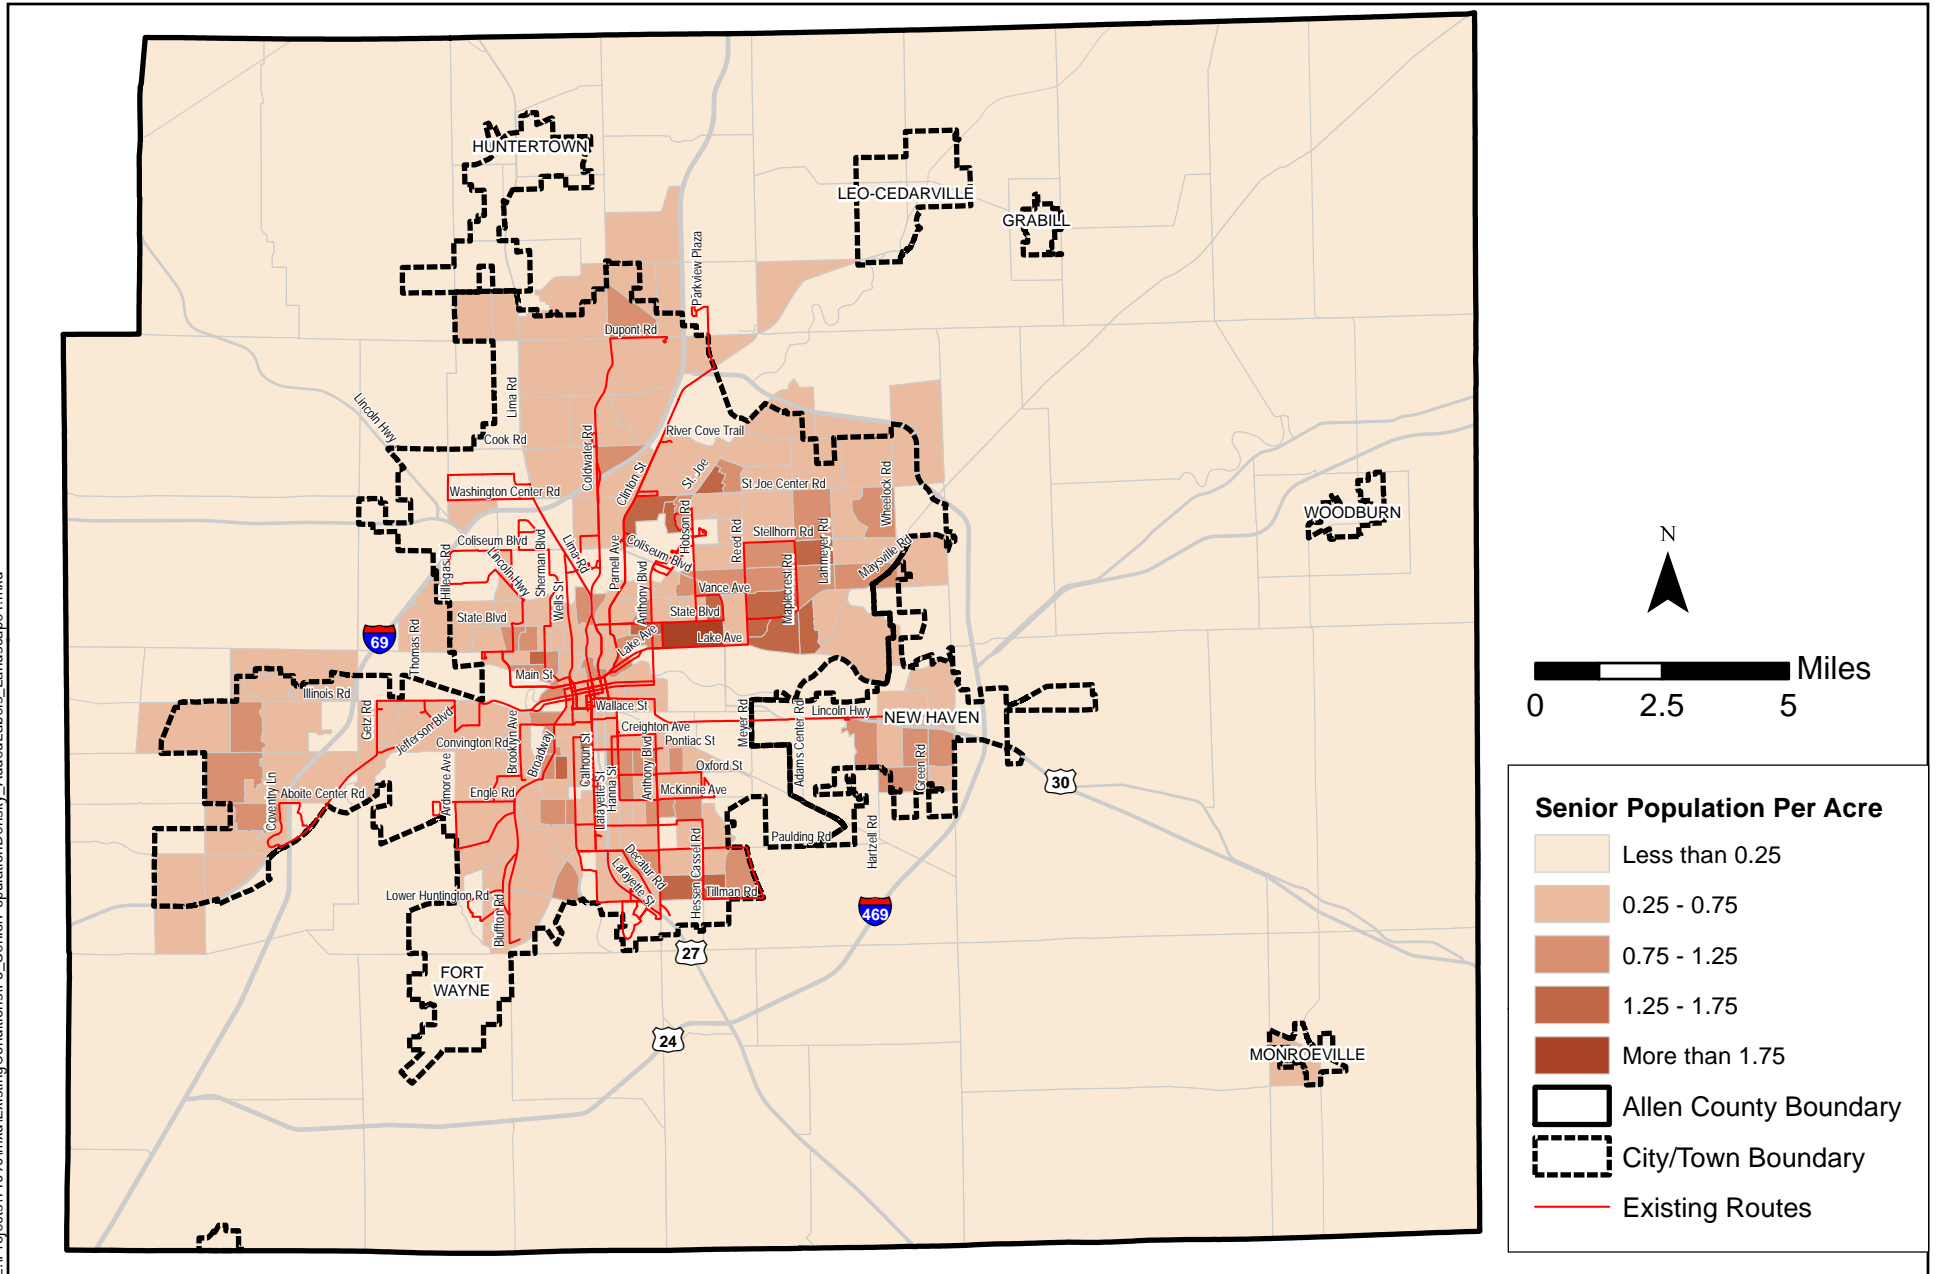 HUNTERTOWN
LEO-CEDARVILLE
GRABILL
Parkview Plaza
Dupont Rd
Lima Rd
Lincoln Hwy
Cook Rd
Coldwater Rd
River Cove Trail
Clinton St
St. Joe
St Joe Center Rd
Wheelock Rd
Washington Center Rd
WOODBURN
Hobson Rd
Reed Rd
Stellhorn Rd
Lahmeyer Rd
Maysville Rd
Coliseum Blvd
Lincoln Hwy
Sherman Blvd
Lima Rd
Parnell Ave
Coliseum Blvd
Hillegas Rd
Wells St
Anthony Blvd
Vance Ave
Maplecrest Rd
State Blvd
State Blvd
69
Thomas Rd
Lake Ave
Lake Ave
Main St
Illinois Rd
Getz Rd
Jefferson Blvd
Wallace St
Meyer Rd
Adams Center Rd
Lincoln Hwy
NEW HAVEN
Convington Rd
Brooklyn Ave
Broadway
Creighton Ave
Pontiac St
Calhoun St
Anthony Blvd
Oxford St
Green Rd
Coventry Ln
Aboite Center Rd
Ardmore Ave
Engle Rd
Lafayette St
Hanna St
McKinnie Ave
30
Paulding Rd
Hartzell Rd
Decatur Rd
Lafayette St
Hessen Cassel Rd
Tillman Rd
Lower Huntington Rd
Bluffton Rd
469
27
FORT
WAYNE
24
MONROEVILLE
N
Miles
0
2.5
5
Senior Population Per Acre
Less than 0.25
0.25 - 0.75
0.75 - 1.25
1.25 - 1.75
More than 1.75
Allen County Boundary
City/Town Boundary
Existing Routes